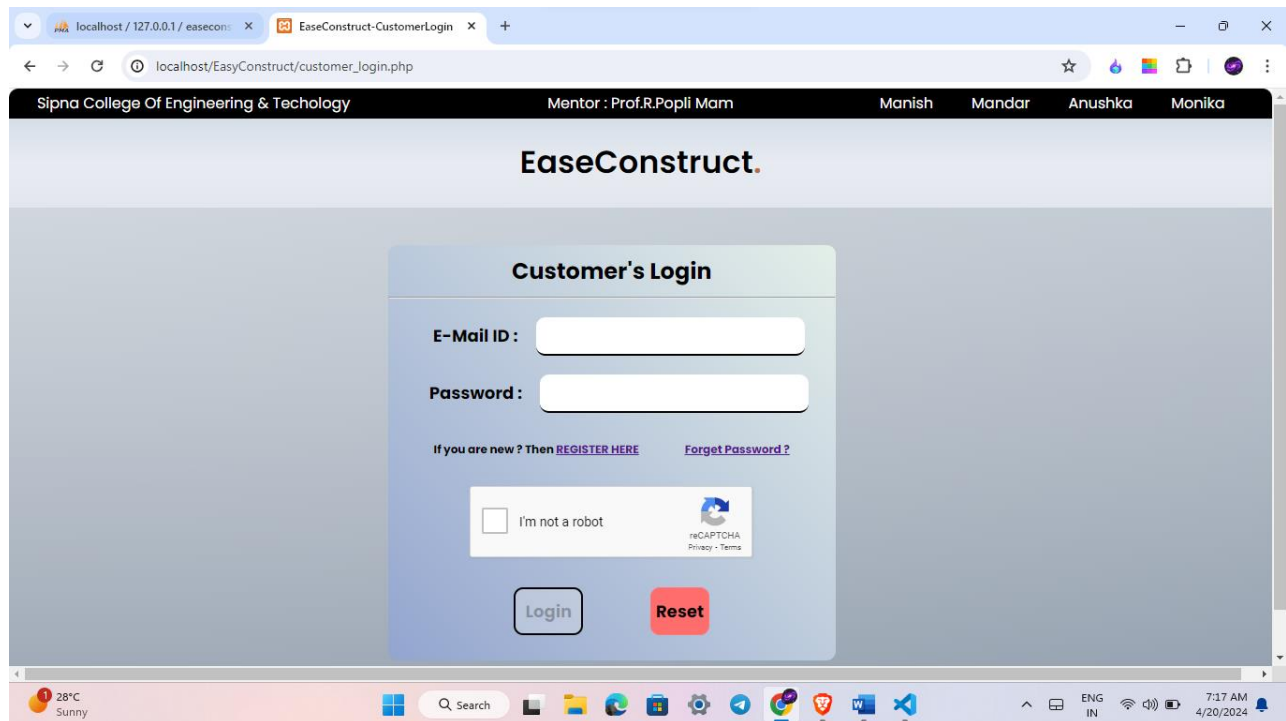 localhost / 127.0.0.1 / easecons
EaseConstruct-CustomerLogin
localhost/EasyConstruct/customer_login.php
Sipna College Of Engineering & Techology Mentor : Prof.R.Popli Mam Manish Mandar Anushka Monika
EaseConstruct.
Customer's Login
E-Mail ID :
Password :
If you are new ? Then REGISTER HERE Forget Password ?
I'm not a robot
reCAPTCHA
Privacy - Terms
Login Reset
1
28°C
Sunny
Search
ENG
IN
7:17 AM
4/20/2024